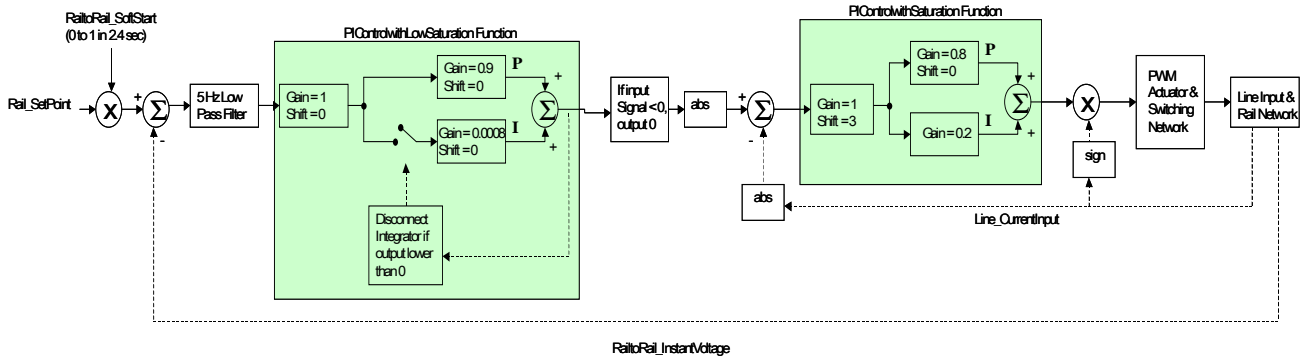 RailtoRail_SoftStart
(0 to 1 in 2.4 sec)
Rail_SetPoint
X
+
-
Σ
5 Hz Low
Pass Filter
PIControlwithLowSaturation Function
Gain = 1
Shift = 0
Gain = 0.9
Shift = 0
P
Gain = 0.0008
Shift = 0
I
+
Σ
+
Disconnect
Integrator if
output lower
than 0
If input
Signal <0,
output 0
abs
+
-
Σ
abs
PIControlwithSaturation Function
Gain = 1
Shift = 3
Gain = 0.8
Shift = 0
P
Gain = 0.2
I
+
Σ
+
X
sign
PWM
Actuator &
Switching
Network
Line Input &
Rail Network
Line_CurrentInput
RailtoRail_InstantVoltage